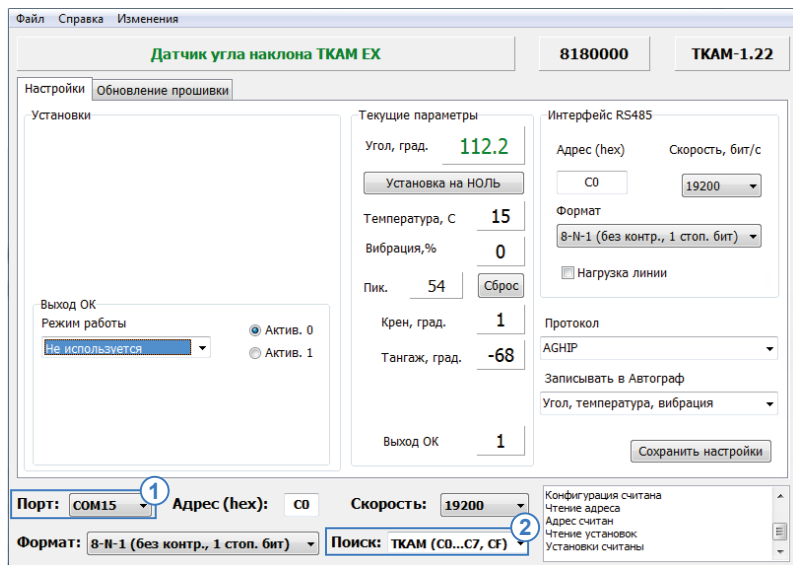 Файл Справка Изменения
Датчик угла наклона TKAM EX
8180000
TKAM-1.22
Настройки
Обновление прошивки
Установки
Выход ОК
Режим работы
Не используется
Актив. 0
Актив. 1
Текущие параметры
Угол, град. 112.2
Установка на НОЛЬ
Температура, С 15
Вибрация,% 0
Пик. 54 Сброс
Крен, град. 1
Тангаж, град. -68
Выход ОК 1
Интерфейс RS485
Адрес (hex) Скорость, бит/с
C0 19200
Формат
8-N-1 (без контр., 1 стоп. бит)
Нагрузка линии
Протокол
AGHIP
Записывать в Автограф
Угол, температура, вибрация
Сохранить настройки
1
Порт: COM15 Адрес (hex): C0 Скорость: 19200
2
Формат: 8-N-1 (без контр., 1 стоп. бит) Поиск: TKAM (C0...C7, CF)
Конфигурация считана
Чтение адреса
Адрес считан
Чтение установок
Установки считаны